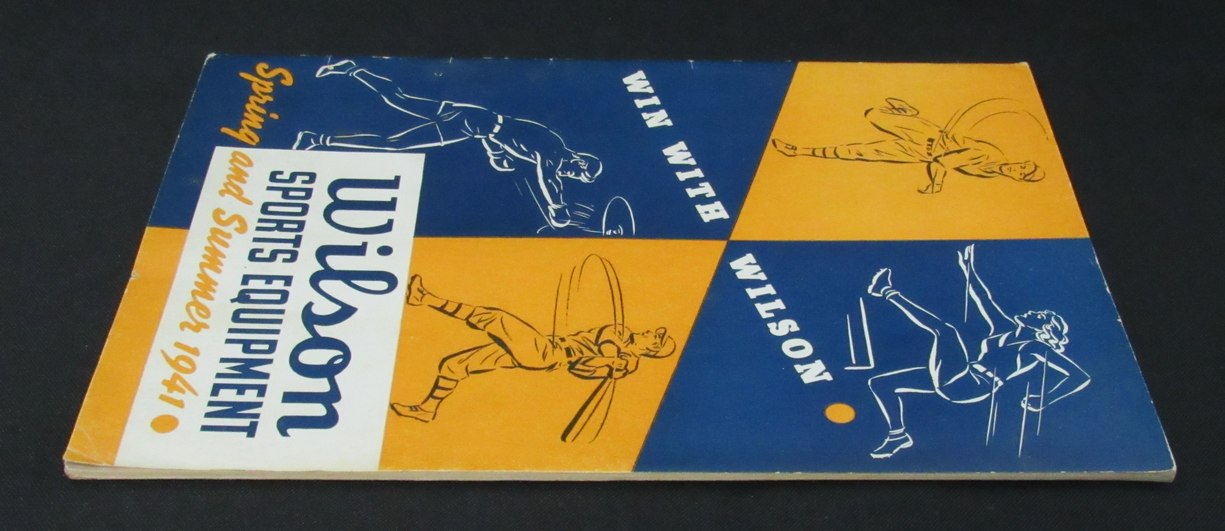 WIN WITH
WILSON
Wilson
SPORTS EQUIPMENT
Spring and Summer 1941